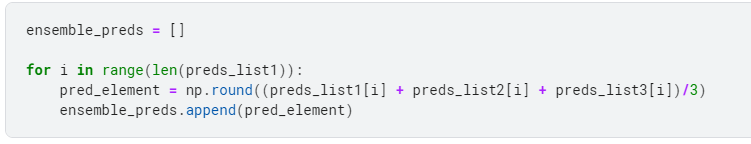 ensemble_preds = []
for i in range(len(preds_list1)):
    pred_element = np.round((preds_list1[i] + preds_list2[i] + preds_list3[i])/3)
    ensemble_preds.append(pred_element)